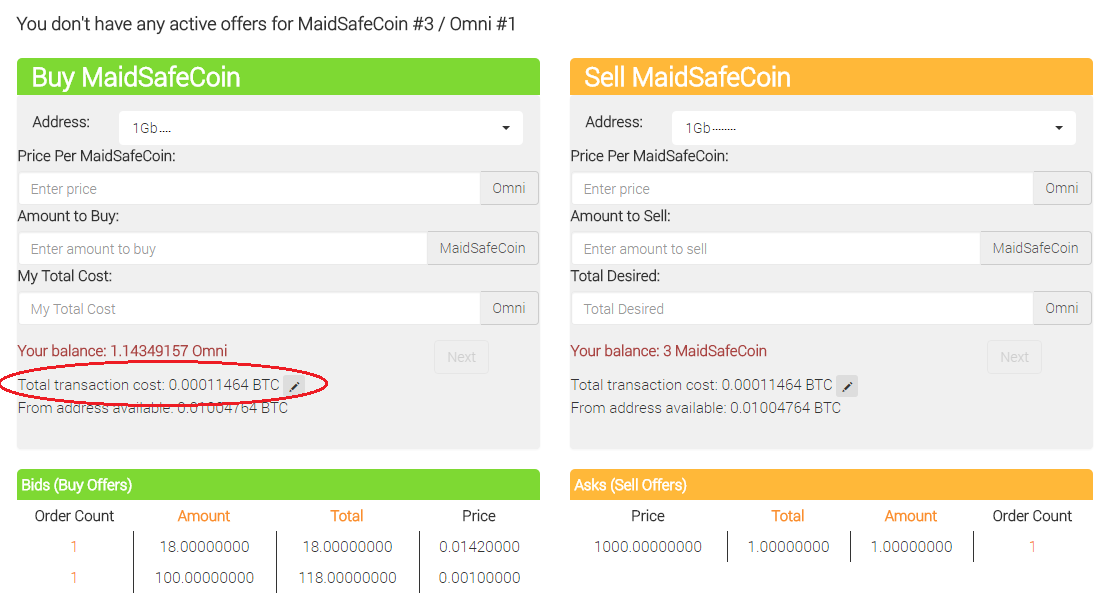 You don't have any active offers for MaidSafeCoin #3 / Omni #1
Buy MaidSafeCoin
Address: 1Gb....
Price Per MaidSafeCoin:
Enter price Omni
Amount to Buy:
Enter amount to buy MaidSafeCoin
My Total Cost:
My Total Cost Omni
Your balance: 1.14349157 Omni Next
Total transaction cost: 0.00011464 BTC
From address available: 0.01004764 BTC
Sell MaidSafeCoin
Address: 1Gb--------
Price Per MaidSafeCoin:
Enter price Omni
Amount to Sell:
Enter amount to sell MaidSafeCoin
Total Desired:
Total Desired Omni
Your balance: 3 MaidSafeCoin Next
Total transaction cost: 0.00011464 BTC
From address available: 0.01004764 BTC
Bids (Buy Offers)
Order Count Amount Total Price
1 18.00000000 18.00000000 0.01420000
1 100.00000000 118.00000000 0.00100000
Asks (Sell Offers)
Price Total Amount Order Count
1000.00000000 1.00000000 1.00000000 1